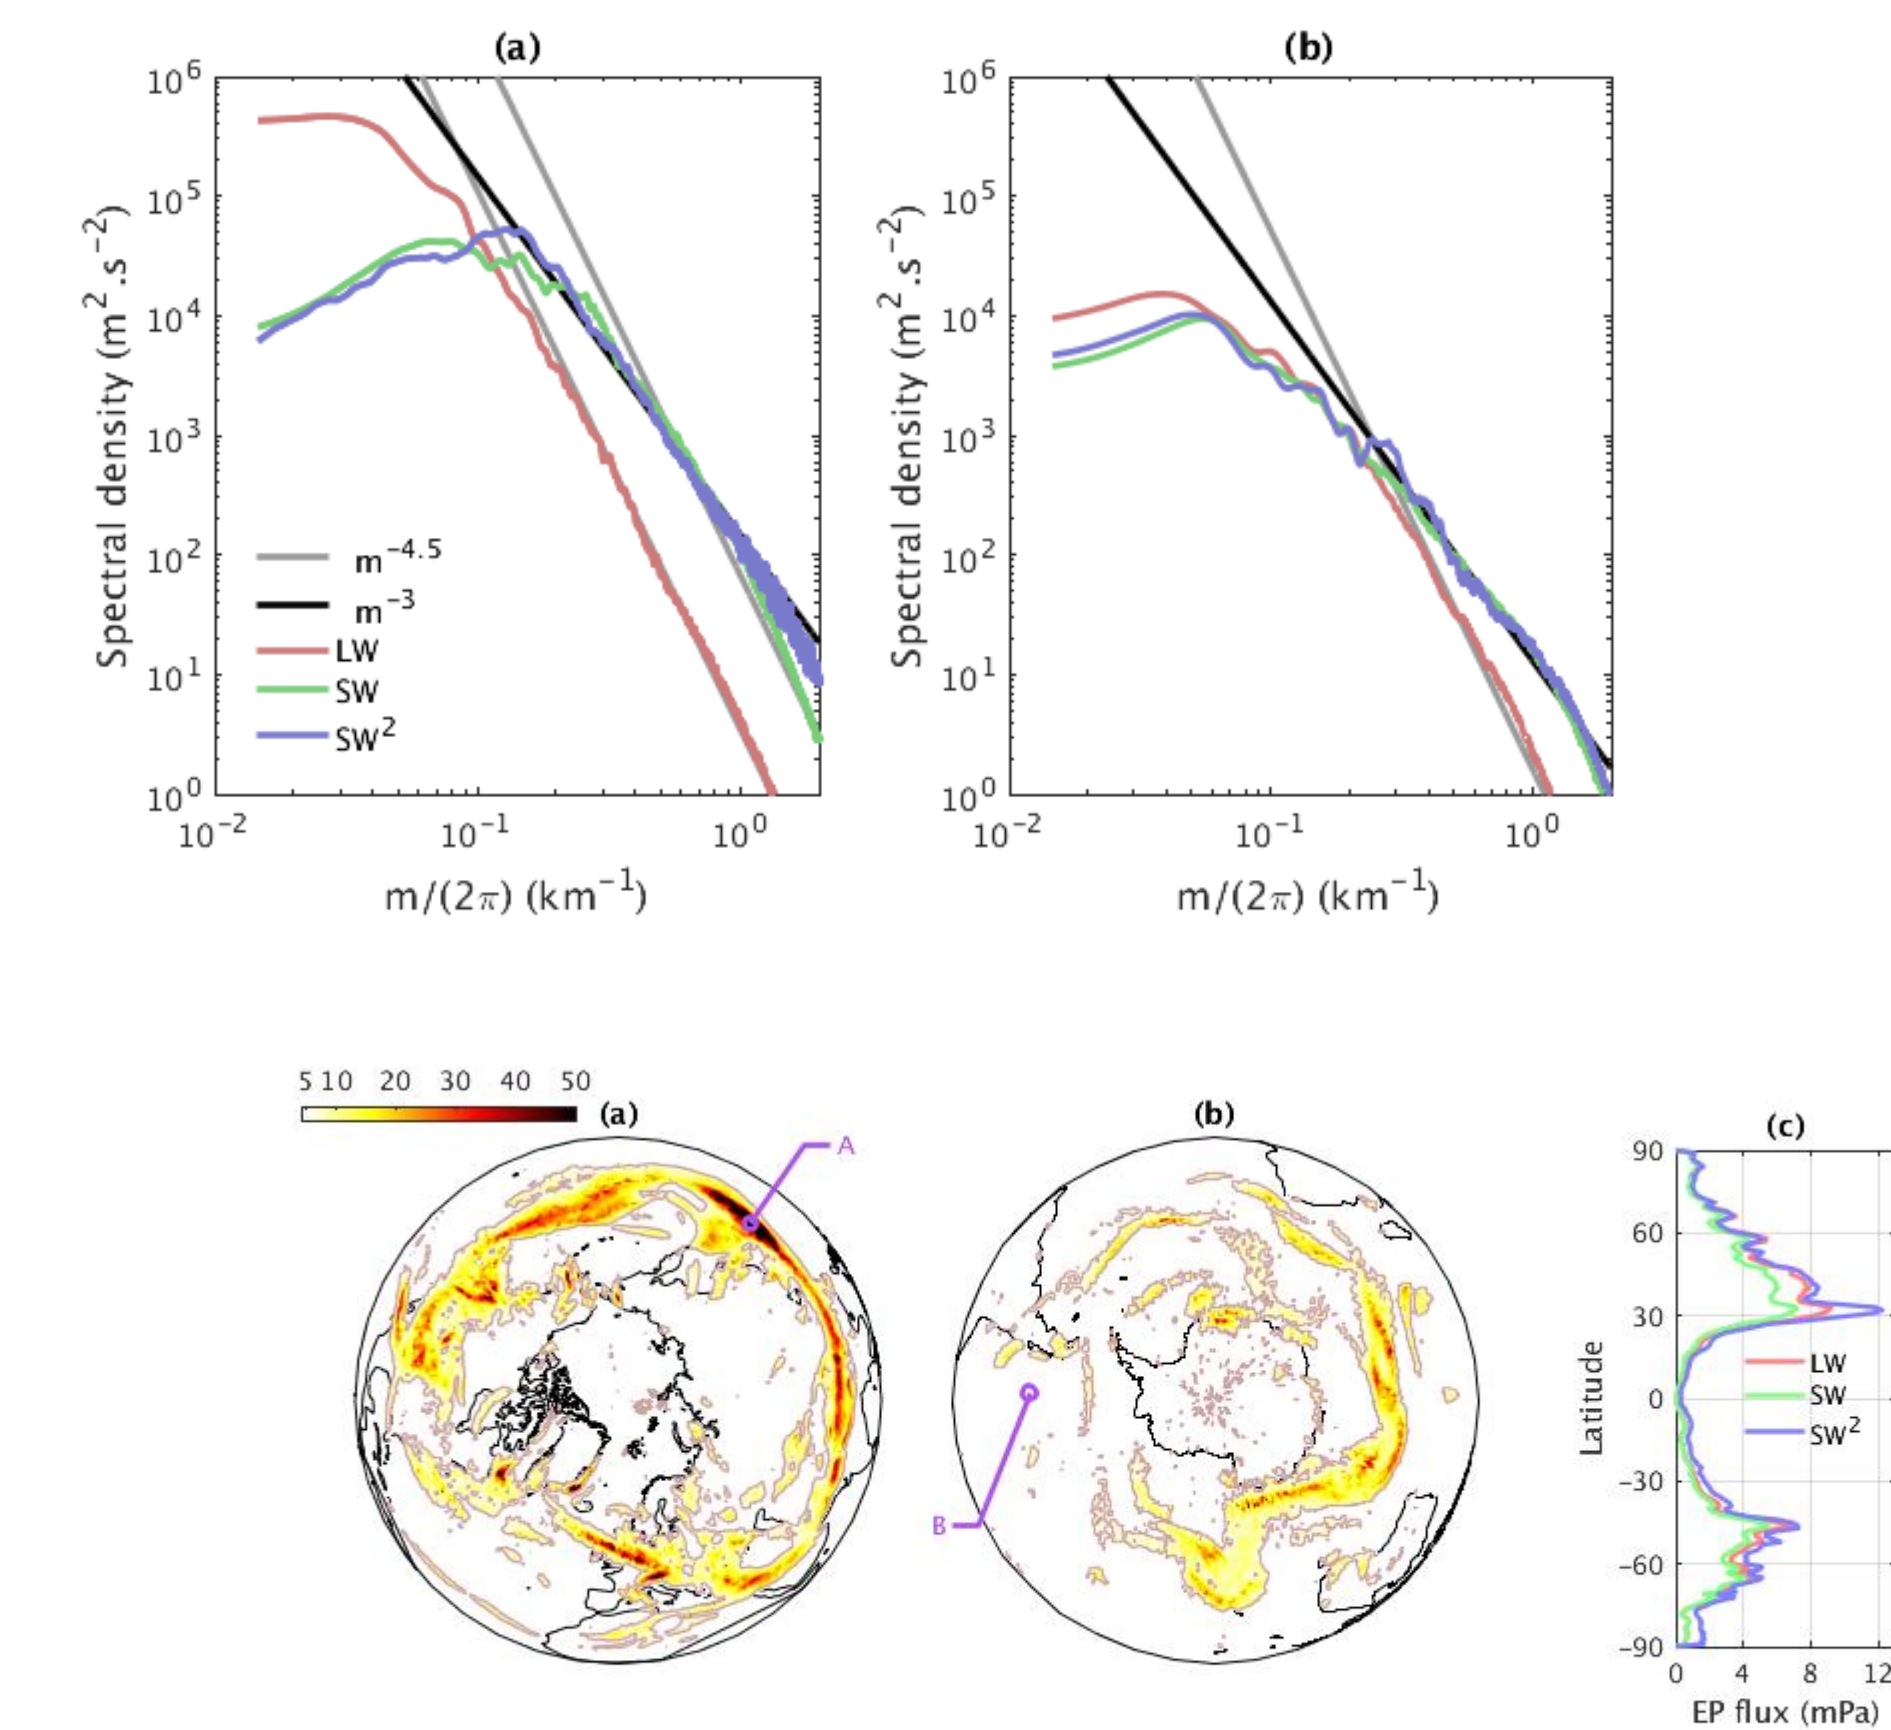 (a)
10^6
10^5
10^4
10^3
10^2
10^1
10^0
Spectral density (m^2.s^−2)
m^−4.5
m^−3
LW
SW
SW^2
10^−2 10^−1 10^0
m/(2π) (km^−1)
(b)
10^6
10^5
10^4
10^3
10^2
10^1
10^0
Spectral density (m^2.s^−2)
10^−2 10^−1 10^0
m/(2π) (km^−1)
5 10 20 30 40 50
(a)
A
(b)
B
(c)
90
60
30
0
−30
−60
−90
Latitude
LW
SW
SW^2
0 4 8 12
EP flux (mPa)